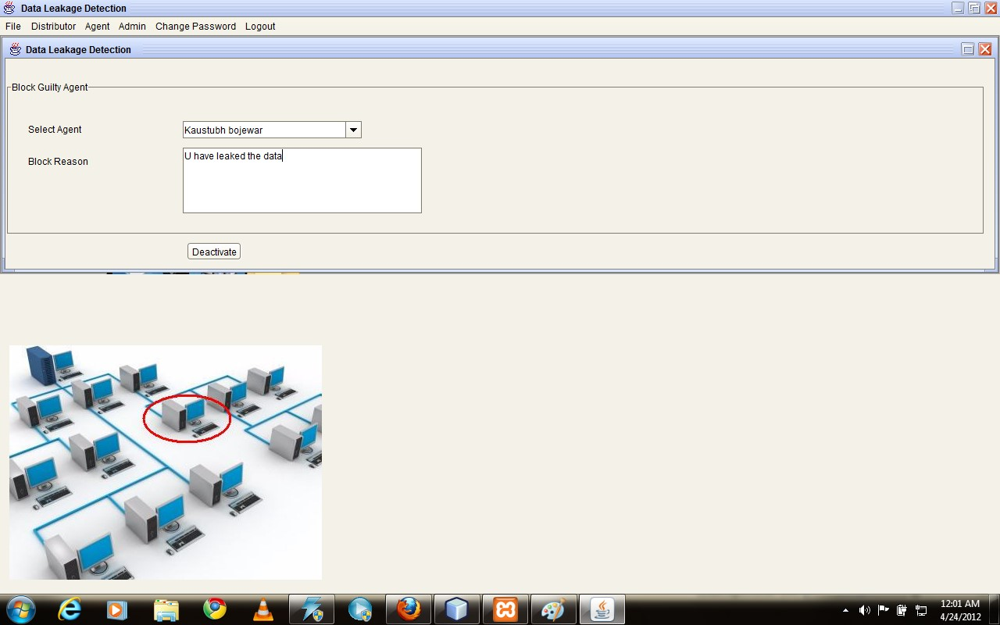 Data Leakage Detection
File Distributor Agent Admin Change Password Logout
Data Leakage Detection
Block Guilty Agent
Select Agent Kaustubh bojewar
Block Reason U have leaked the data
Deactivate
12:01 AM
4/24/2012